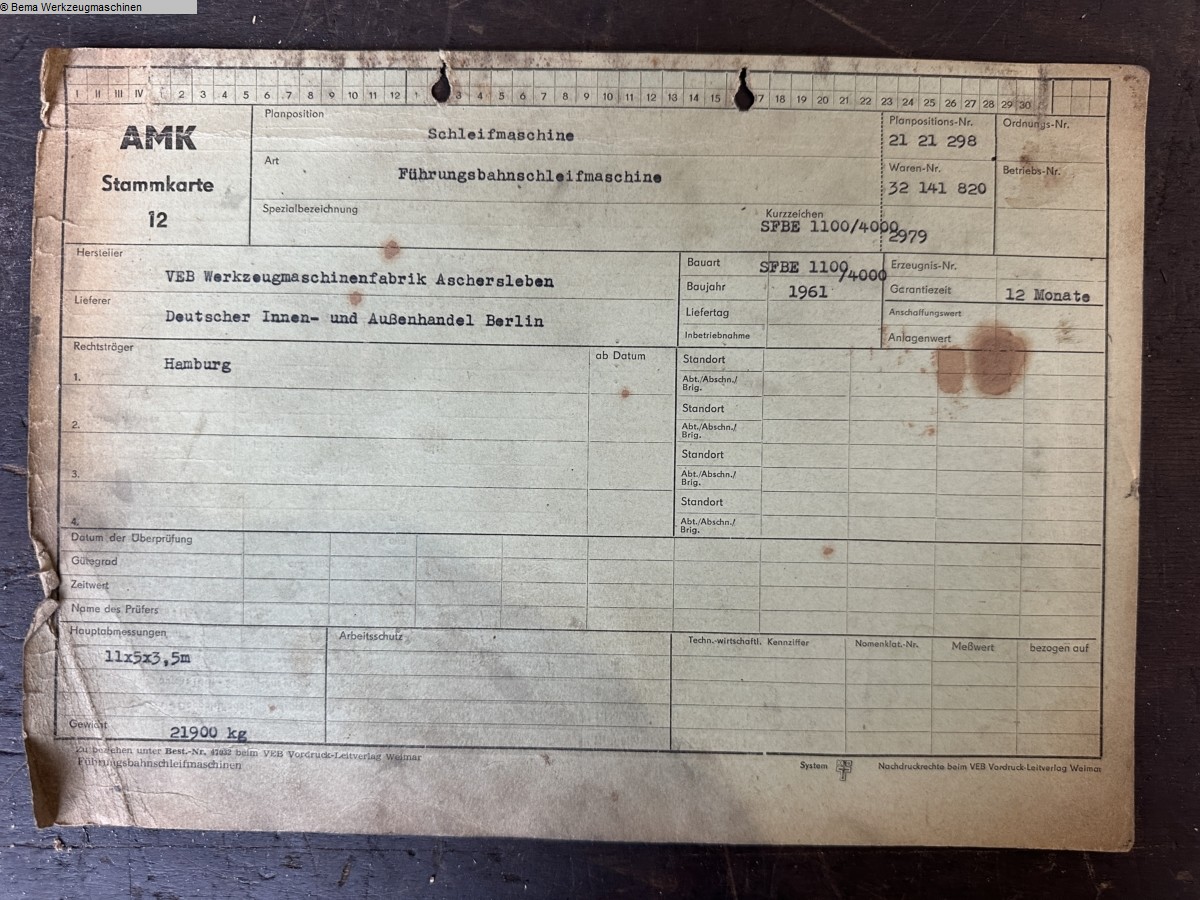 © Bema Werkzeugmaschinen
I II III IV 1 2 3 4 5 6 7 8 9 10 11 12 1 3 4 5 6 7 8 9 10 11 12 13 14 15 17 18 19 20 21 22 23 24 25 26 27 28 29 30
AMK
Stammkarte
12
Planposition
Schleifmaschine
Art
Führungsbahnschleifmaschine
Spezialbezeichnung
Kurzzeichen
SFBE 1100/4000
Planpositions-Nr.
21 21 298
Waren-Nr.
32 141 820
2979
Ordnungs-Nr.
Betriebs-Nr.
Hersteller
VEB Werkzeugmaschinenfabrik Aschersleben
Lieferer
Deutscher Innen- und Außenhandel Berlin
Bauart SFBE 1100/4000
Baujahr 1961
Liefertag
Inbetriebnahme
Erzeugnis-Nr.
Garantiezeit 12 Monate
Anschaffungswert
Anlagenwert
Rechtsträger
ab Datum
Hamburg
1.
2.
3.
4.
Standort
Abt./Abschn./
Brig.
Standort
Abt./Abschn./
Brig.
Standort
Abt./Abschn./
Brig.
Standort
Abt./Abschn./
Brig.
Datum der Überprüfung
Gütegrad
Zeitwert
Name des Prüfers
Hauptabmessungen
11x5x3,5m
Gewicht 21900 kg
Arbeitsschutz
Techn.-wirtschaftl. Kennziffer Nomenklat.-Nr. Meßwert bezogen auf
Zu beziehen unter Best.-Nr. 47032 beim VEB Vordruck-Leitverlag Weimar
Führungsbahnschleifmaschinen
System
Nachdruckrechte beim VEB Vordruck-Leitverlag Weimar